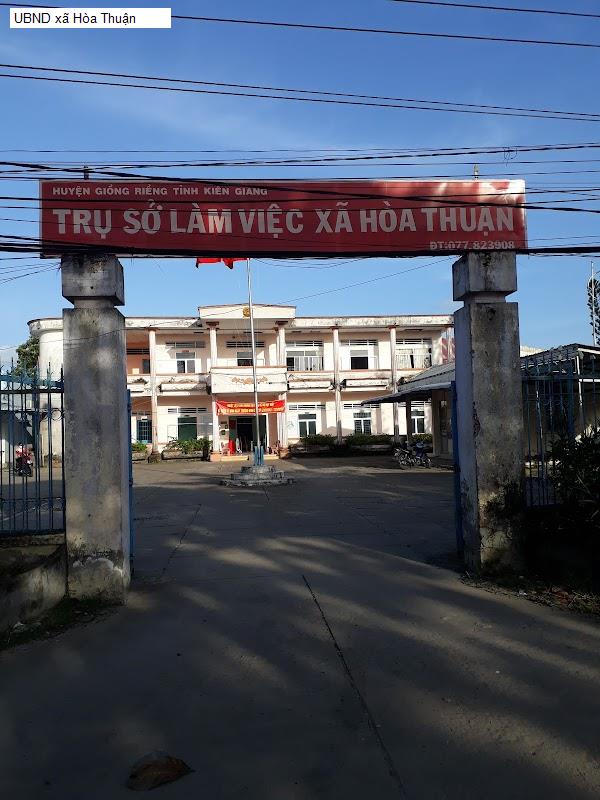 UBND xã Hòa Thuận
HUYỆN GIỒNG RIỀNG TỈNH KIÊN GIANG
TRỤ SỞ LÀM VIỆC XÃ HÒA THUẬN
ĐT:077.823908